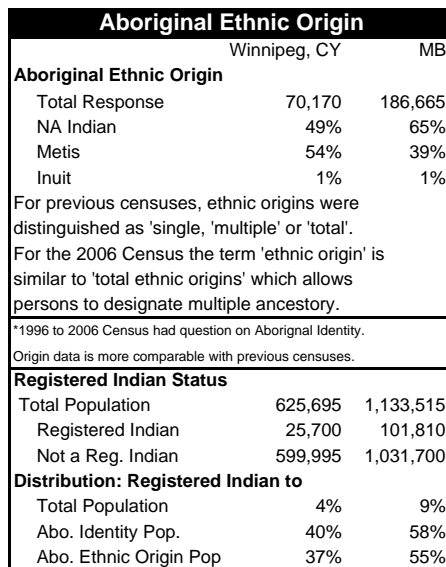 Aboriginal Ethnic Origin
Winnipeg, CY MB
Aboriginal Ethnic Origin
Total Response 70,170 186,665
NA Indian 49% 65%
Metis 54% 39%
Inuit 1% 1%
For previous censuses, ethnic origins were
distinguished as 'single, 'multiple' or 'total'.
For the 2006 Census the term 'ethnic origin' is
similar to 'total ethnic origins' which allows
persons to designate multiple ancestory.
*1996 to 2006 Census had question on Aborignal Identity.
Origin data is more comparable with previous censuses.
Registered Indian Status
Total Population 625,695 1,133,515
Registered Indian 25,700 101,810
Not a Reg. Indian 599,995 1,031,700
Distribution: Registered Indian to
Total Population 4% 9%
Abo. Identity Pop. 40% 58%
Abo. Ethnic Origin Pop 37% 55%